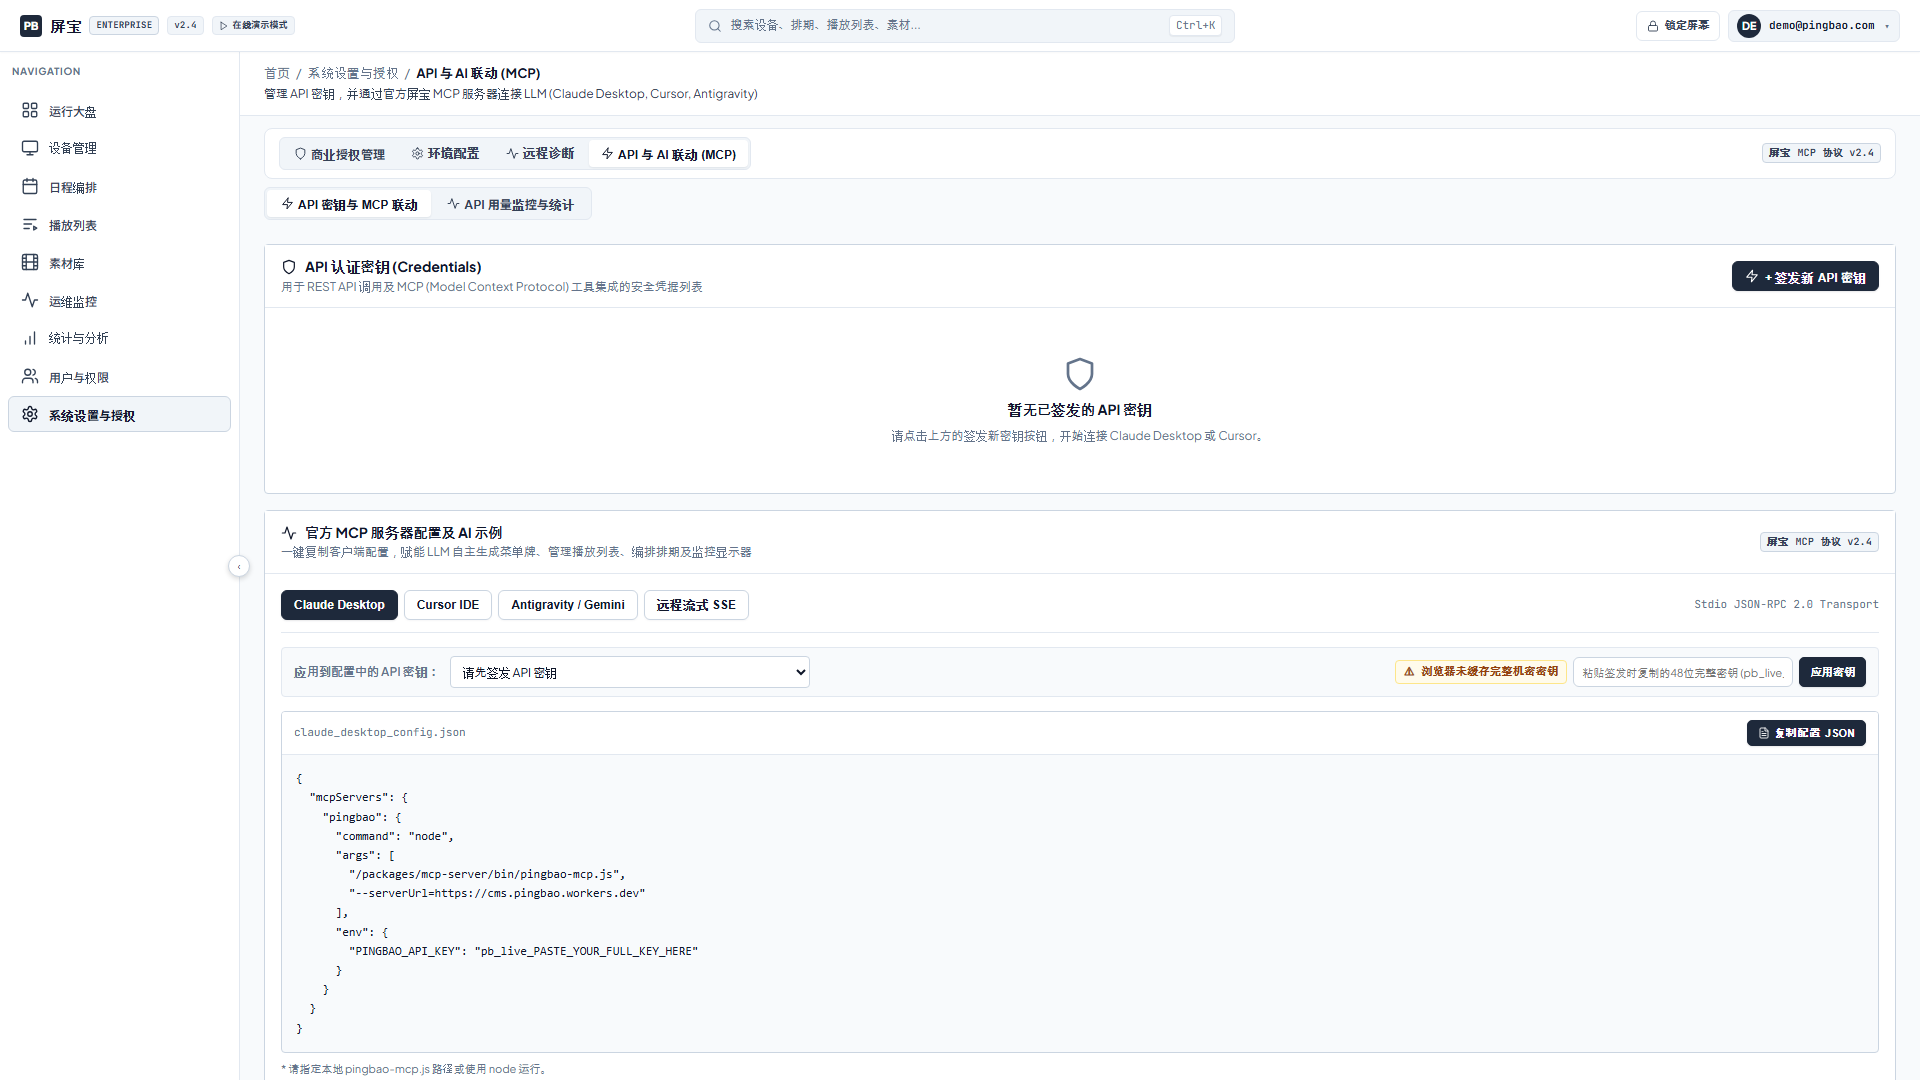 PB 屏宝 ENTERPRISE v2.4 在线演示模式
搜素设备、排期、播放列表、素材... Ctrl+K
锁定屏幕
DE demo@pingbao.com
NAVIGATION
运行大盘
设备管理
日程编排
播放列表
素材库
运维监控
统计与分析
用户与权限
系统设置与授权
首页 / 系统设置与授权 / API 与 AI 联动 (MCP)
管理 API 密钥，并通过官方屏宝 MCP 服务器连接 LLM (Claude Desktop, Cursor, Antigravity)
商业授权管理 环境配置 远程诊断 API 与 AI 联动 (MCP)
屏宝 MCP 协议 v2.4
API 密钥与 MCP 联动 API 用量监控与统计
API 认证密钥 (Credentials)
用于 REST API 调用及 MCP (Model Context Protocol) 工具集成的安全凭据列表
+ 签发新 API 密钥
暂无已签发的 API 密钥
请点击上方的签发新密钥按钮，开始连接 Claude Desktop 或 Cursor。
官方 MCP 服务器配置及 AI 示例
一键复制客户端配置，赋能 LLM 自主生成菜单牌、管理播放列表、编排排期及监控显示器
屏宝 MCP 协议 v2.4
Claude Desktop Cursor IDE Antigravity / Gemini 远程流式 SSE
Stdio JSON-RPC 2.0 Transport
应用到配置中的 API 密钥： 请先签发 API 密钥
浏览器未缓存完整机密密钥 粘贴签发时复制的48位完整密钥 (pb_live_ 应用密钥
claude_desktop_config.json
复制配置 JSON
{
"mcpServers": {
"pingbao": {
"command": "node",
"args": [
"/packages/mcp-server/bin/pingbao-mcp.js",
"--serverUrl=https://cms.pingbao.workers.dev"
],
"env": {
"PINGBAO_API_KEY": "pb_live_PASTE_YOUR_FULL_KEY_HERE"
}
}
}
}
* 请指定本地 pingbao-mcp.js 路径或使用 node 运行。